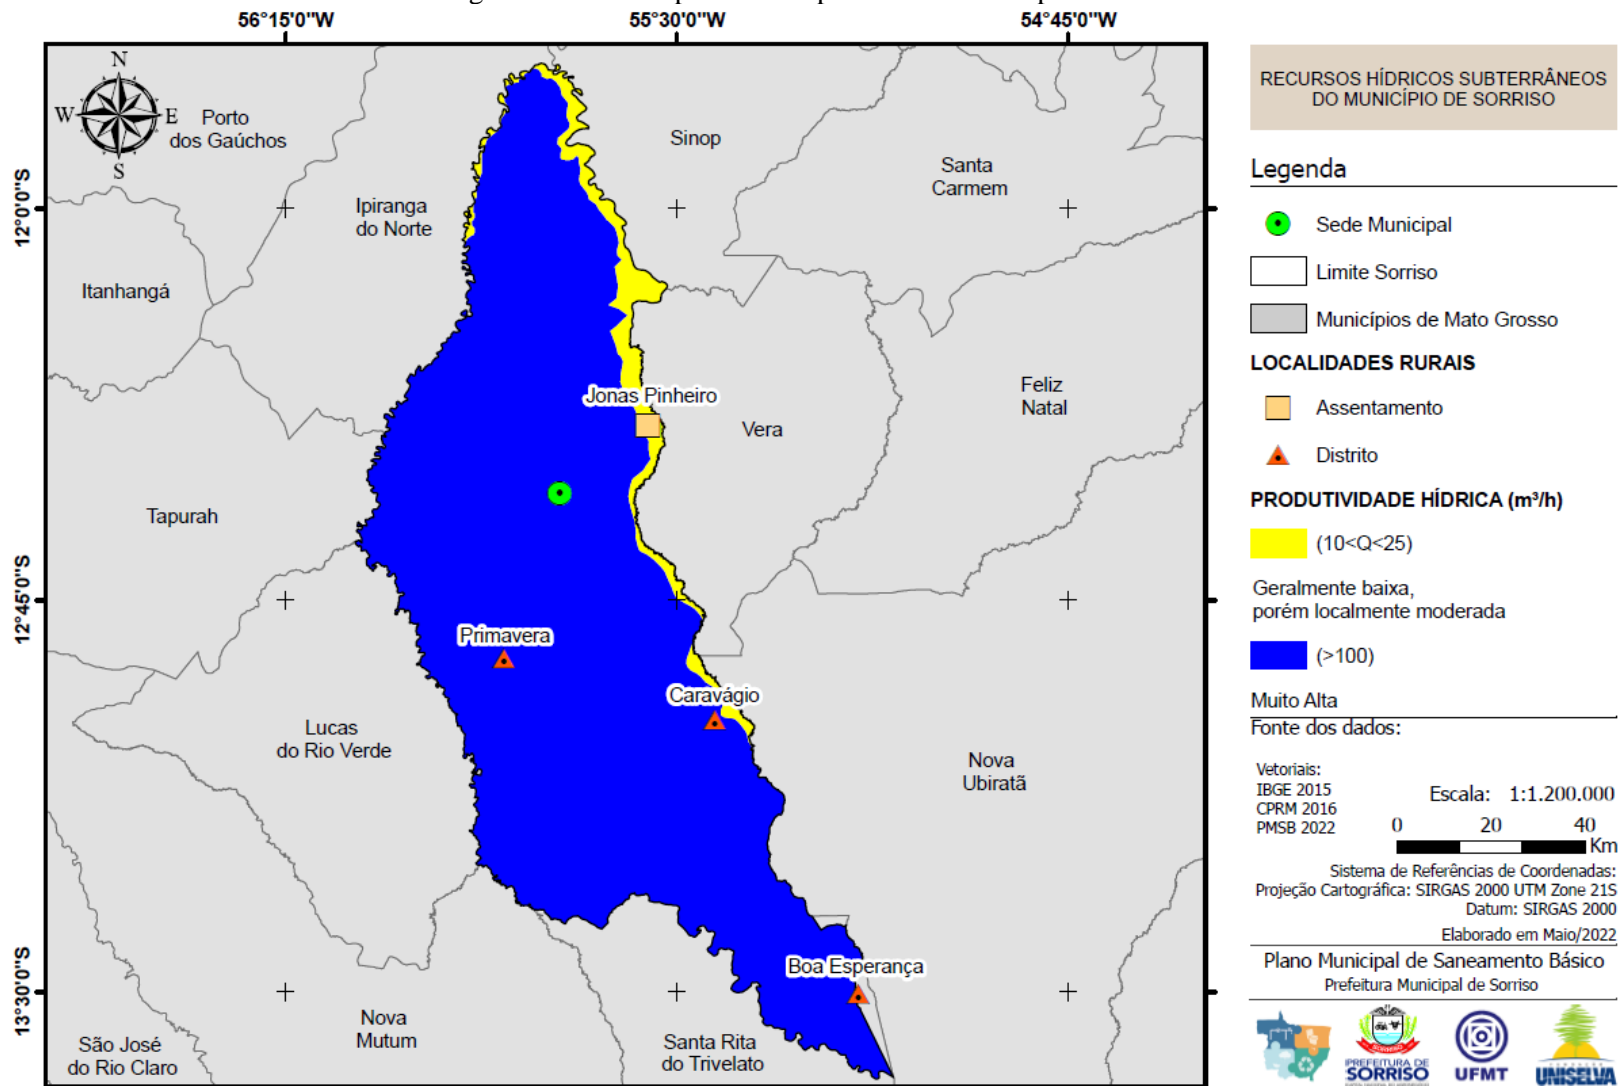 56°15'0"W
55°30'0"W
54°45'0"W
12°0'0"S
12°45'0"S
13°30'0"S
N
W
E
S
Porto
dos Gaúchos
Sinop
Santa
Carmem
Ipiranga
do Norte
Itanhangá
Jonas Pinheiro
Vera
Feliz
Natal
Tapurah
Primavera
Caravágio
Lucas
do Rio Verde
Nova
Ubiratã
Boa Esperança
Nova
Mutum
Santa Rita
do Trivelato
São José
do Rio Claro
RECURSOS HÍDRICOS SUBTERRÂNEOS
DO MUNICÍPIO DE SORRISO
Legenda
Sede Municipal
Limite Sorriso
Municípios de Mato Grosso
LOCALIDADES RURAIS
Assentamento
Distrito
PRODUTIVIDADE HÍDRICA (m³/h)
(10<Q<25)
Geralmente baixa,
porém localmente moderada
(>100)
Muito Alta
Fonte dos dados:
Vetoriais:
IBGE 2015
CPRM 2016
PMSB 2022
Escala: 1:1.200.000
0 20 40
Km
Sistema de Referências de Coordenadas:
Projeção Cartográfica: SIRGAS 2000 UTM Zone 21S
Datum: SIRGAS 2000
Elaborado em Maio/2022
Plano Municipal de Saneamento Básico
Prefeitura Municipal de Sorriso
PREFEITURA DE
SORRISO
UFMT
UNISELVA